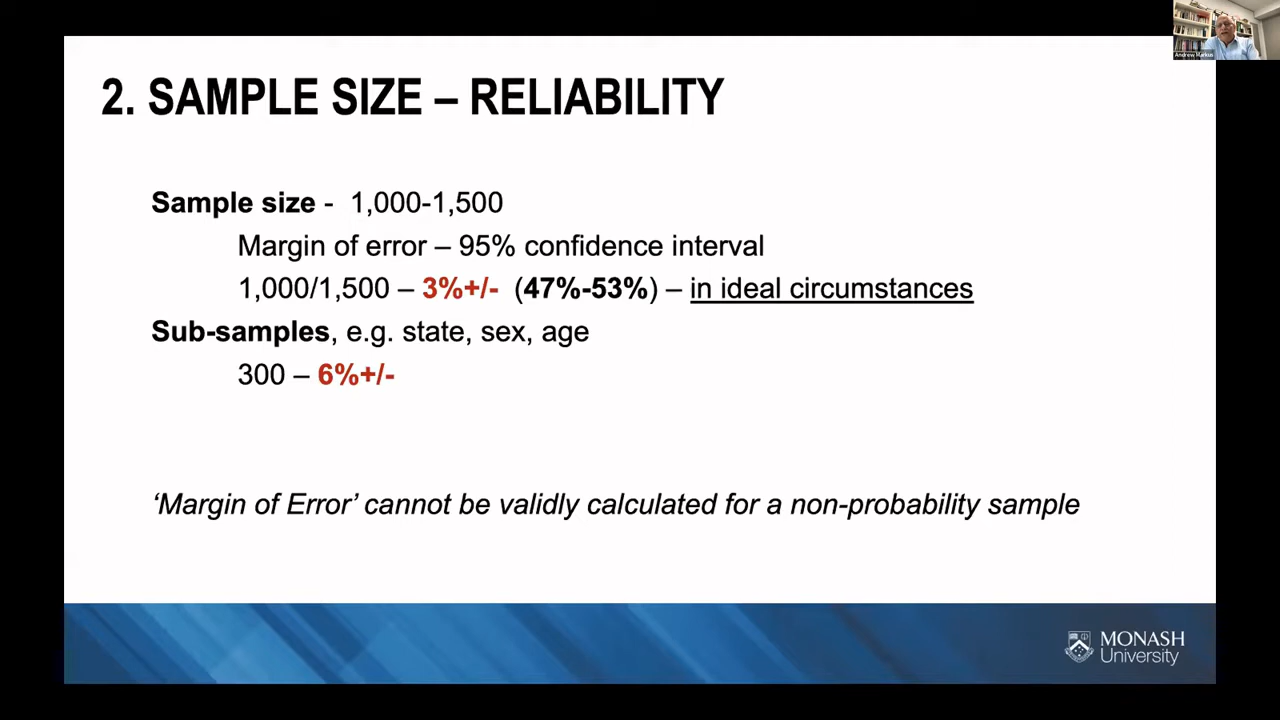 Andrew Markus
2. SAMPLE SIZE – RELIABILITY
Sample size - 1,000-1,500
Margin of error – 95% confidence interval
1,000/1,500 – 3%+/- (47%-53%) – in ideal circumstances
Sub-samples, e.g. state, sex, age
300 – 6%+/-
‘Margin of Error’ cannot be validly calculated for a non-probability sample
MONASH
University